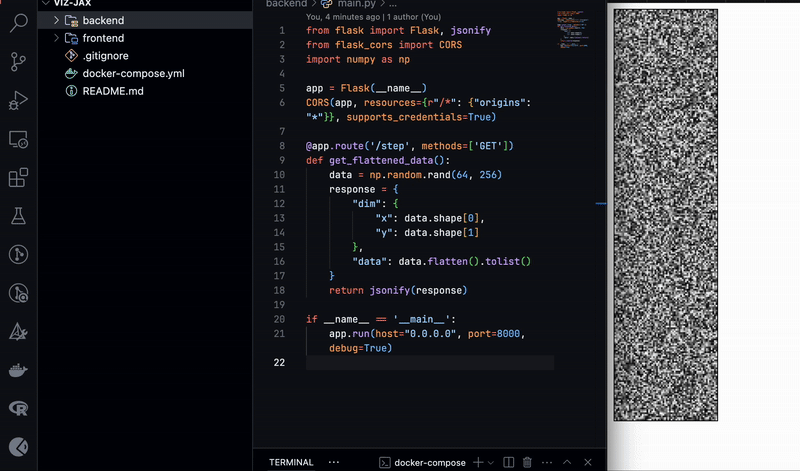 VIZ-JAX
backend
frontend
.gitignore
docker-compose.yml
README.md
backend > main.py > ...
You, 4 minutes ago | 1 author (You)
1 from flask import Flask, jsonify
2 from flask_cors import CORS
3 import numpy as np
4
5 app = Flask(__name__)
6 CORS(app, resources={r"/*": {"origins":
"*"}}, supports_credentials=True)
7
8 @app.route('/step', methods=['GET'])
9 def get_flattened_data():
10 data = np.random.rand(64, 256)
11 response = {
12 "dim": {
13 "x": data.shape[0],
14 "y": data.shape[1]
15 },
16 "data": data.flatten().tolist()
17 }
18 return jsonify(response)
19
20 if __name__ == '__main__':
21 app.run(host="0.0.0.0", port=8000,
debug=True)
22
TERMINAL ... docker-compose